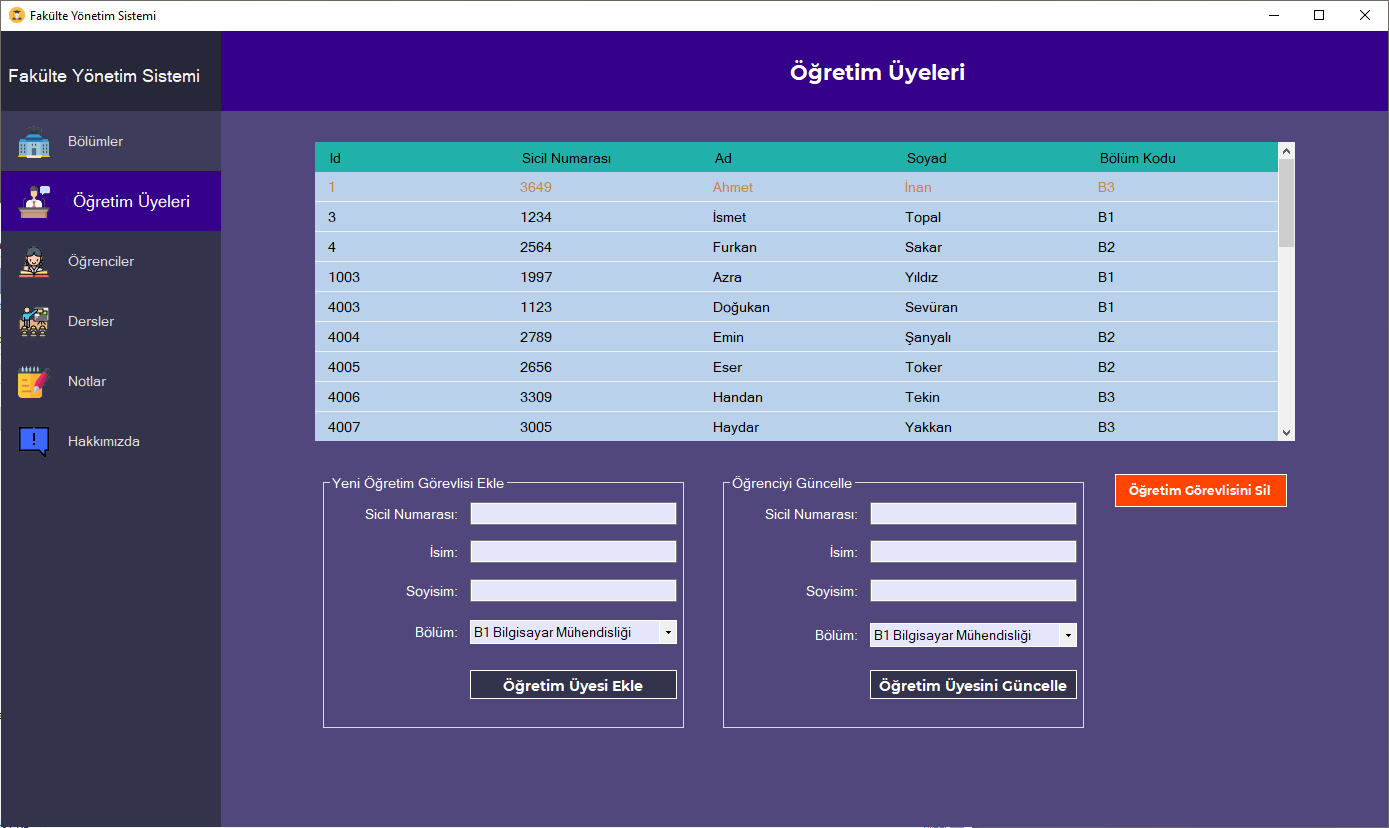 Fakülte Yönetim Sistemi
Fakülte Yönetim Sistemi
Öğretim Üyeleri
Bölümler
Öğretim Üyeleri
Öğrenciler
Dersler
Notlar
Hakkımızda
Id Sicil Numarası Ad Soyad Bölüm Kodu
1 3649 Ahmet İnan B3
3 1234 İsmet Topal B1
4 2564 Furkan Sakar B2
1003 1997 Azra Yıldız B1
4003 1123 Doğukan Sevüran B1
4004 2789 Emin Şanyalı B2
4005 2656 Eser Toker B2
4006 3309 Handan Tekin B3
4007 3005 Haydar Yakkan B3
Yeni Öğretim Görevlisi Ekle
Sicil Numarası:
İsim:
Soyisim:
Bölüm: B1 Bilgisayar Mühendisliği
Öğretim Üyesi Ekle
Öğrenciyi Güncelle
Sicil Numarası:
İsim:
Soyisim:
Bölüm: B1 Bilgisayar Mühendisliği
Öğretim Üyesini Güncelle
Öğretim Görevlisini Sil